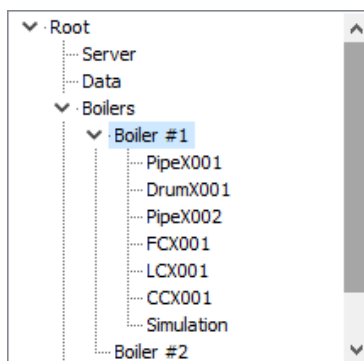 Root
Server
Data
Boilers
Boiler #1
PipeX001
DrumX001
PipeX002
FCX001
LCX001
CCX001
Simulation
Boiler #2